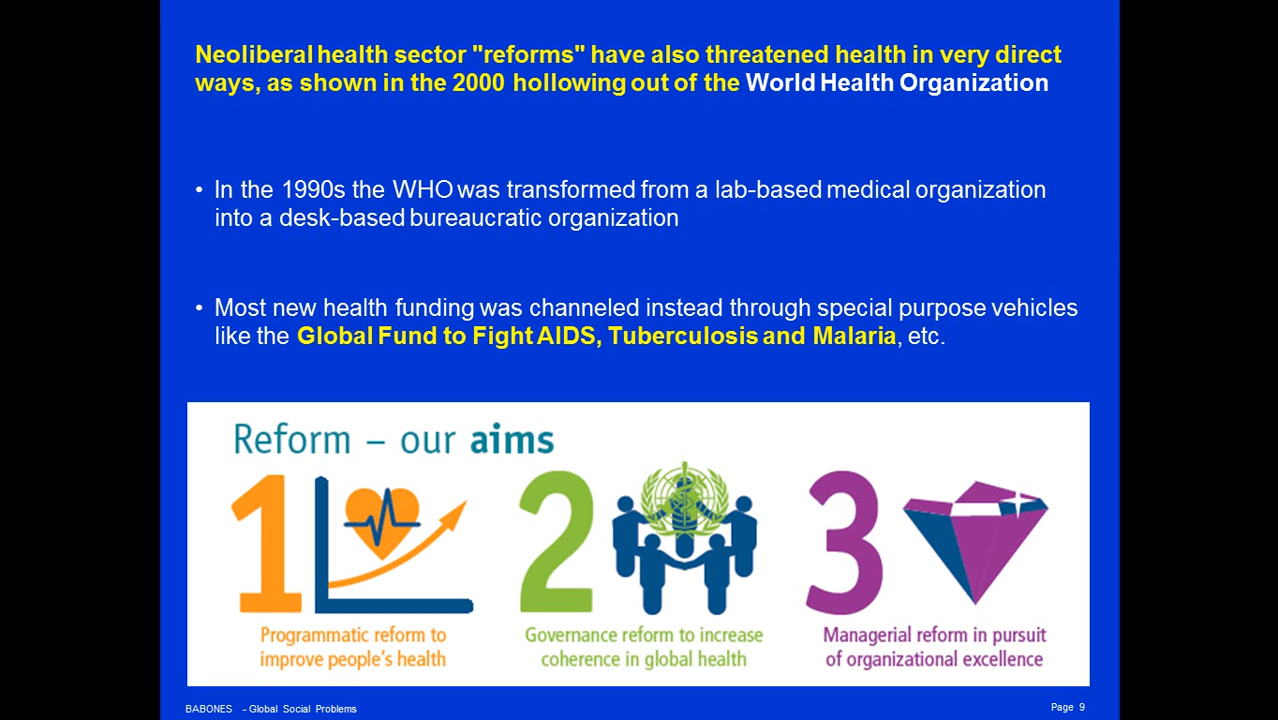 Neoliberal health sector "reforms" have also threatened health in very direct
ways, as shown in the 2000 hollowing out of the World Health Organization
• In the 1990s the WHO was transformed from a lab-based medical organization
into a desk-based bureaucratic organization
• Most new health funding was channeled instead through special purpose vehicles
like the Global Fund to Fight AIDS, Tuberculosis and Malaria, etc.
Reform – our aims
1
Programmatic reform to
improve people's health
2
Governance reform to increase
coherence in global health
3
Managerial reform in pursuit
of organizational excellence
BABONES - Global Social Problems
Page 9